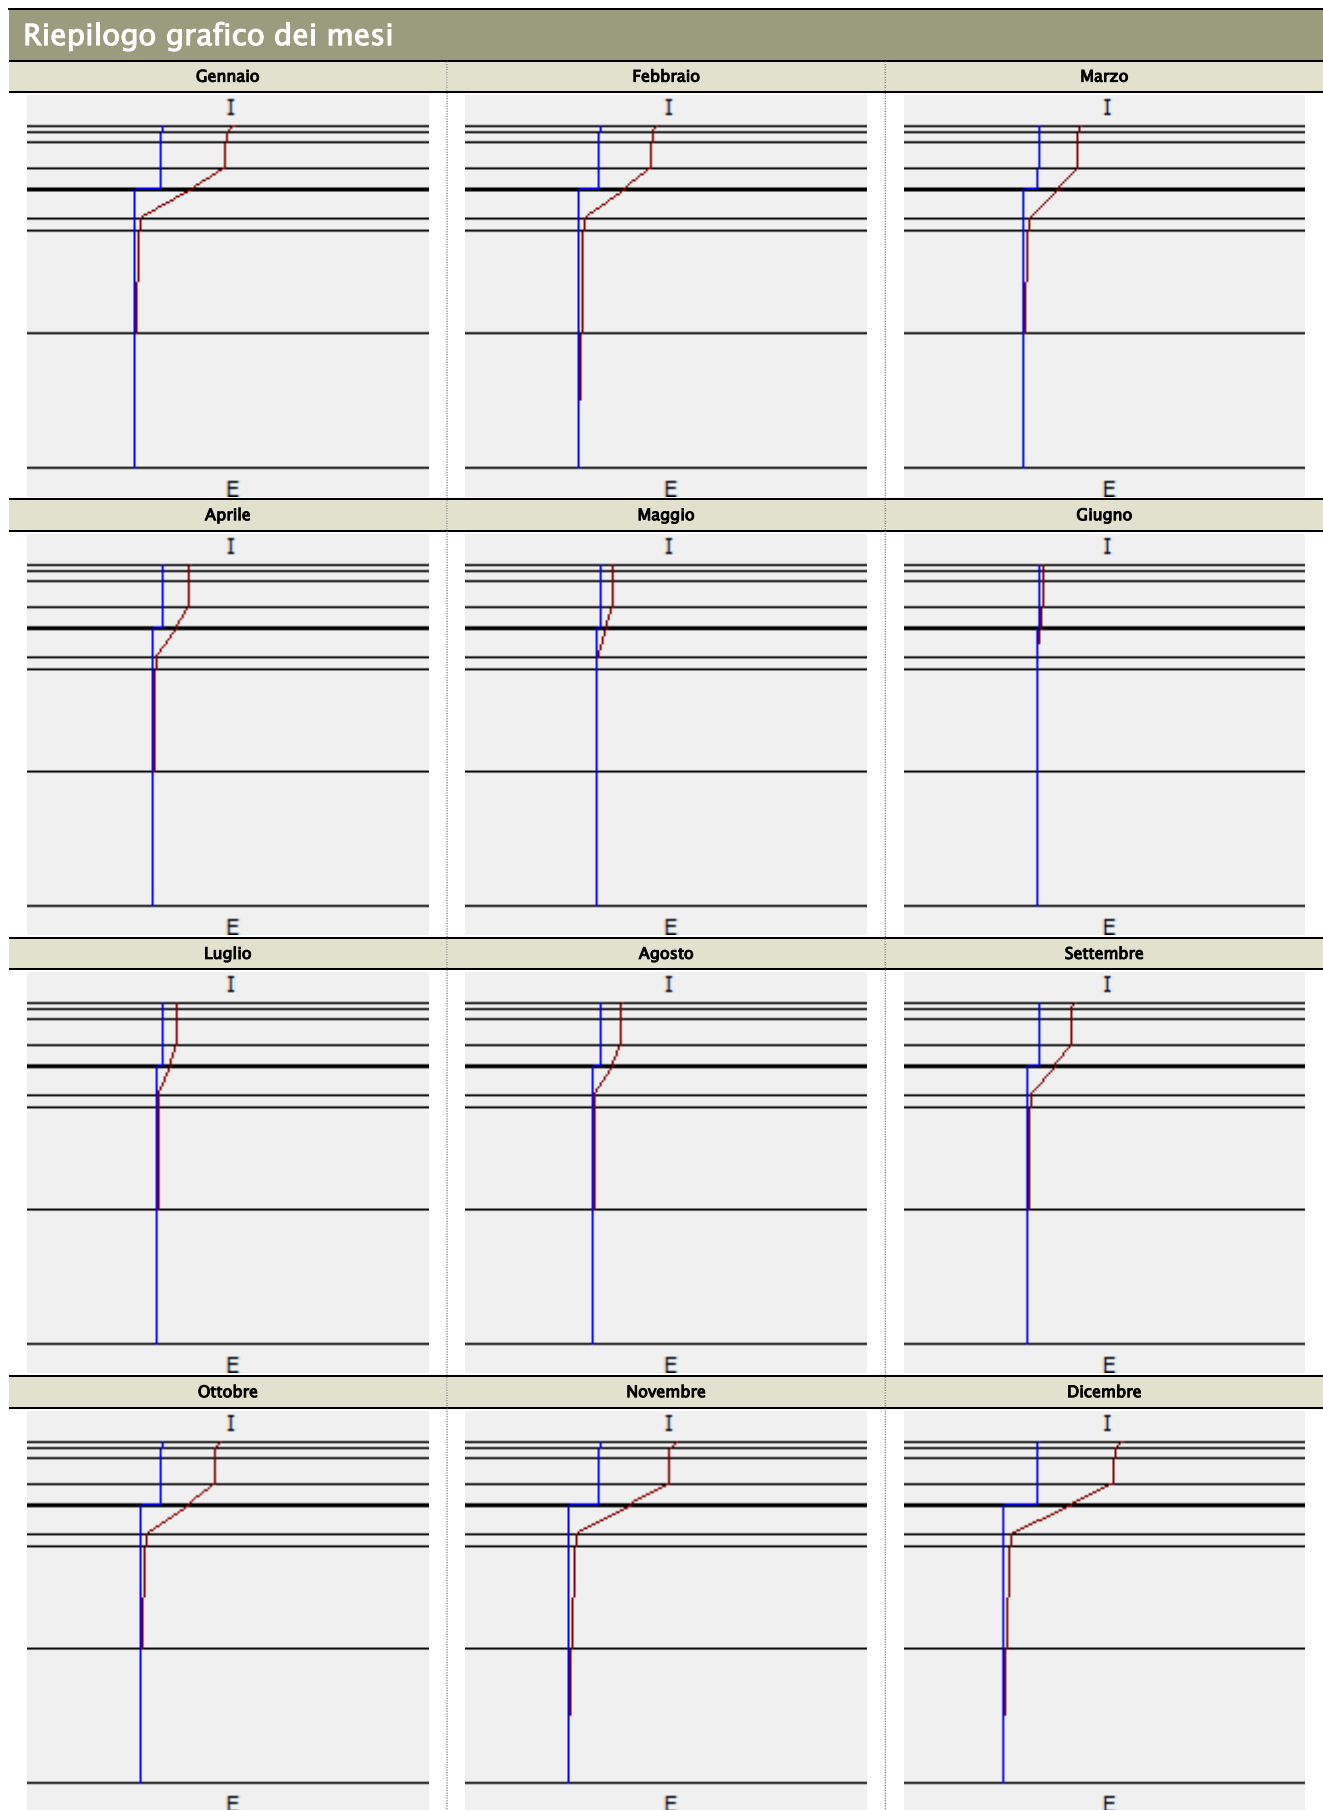 Riepilogo grafico dei mesi
Gennaio Febbraio Marzo
I I I
E E E
Aprile Maggio Giugno
I I I
E E E
Luglio Agosto Settembre
I I I
E E E
Ottobre Novembre Dicembre
I I I
E E E